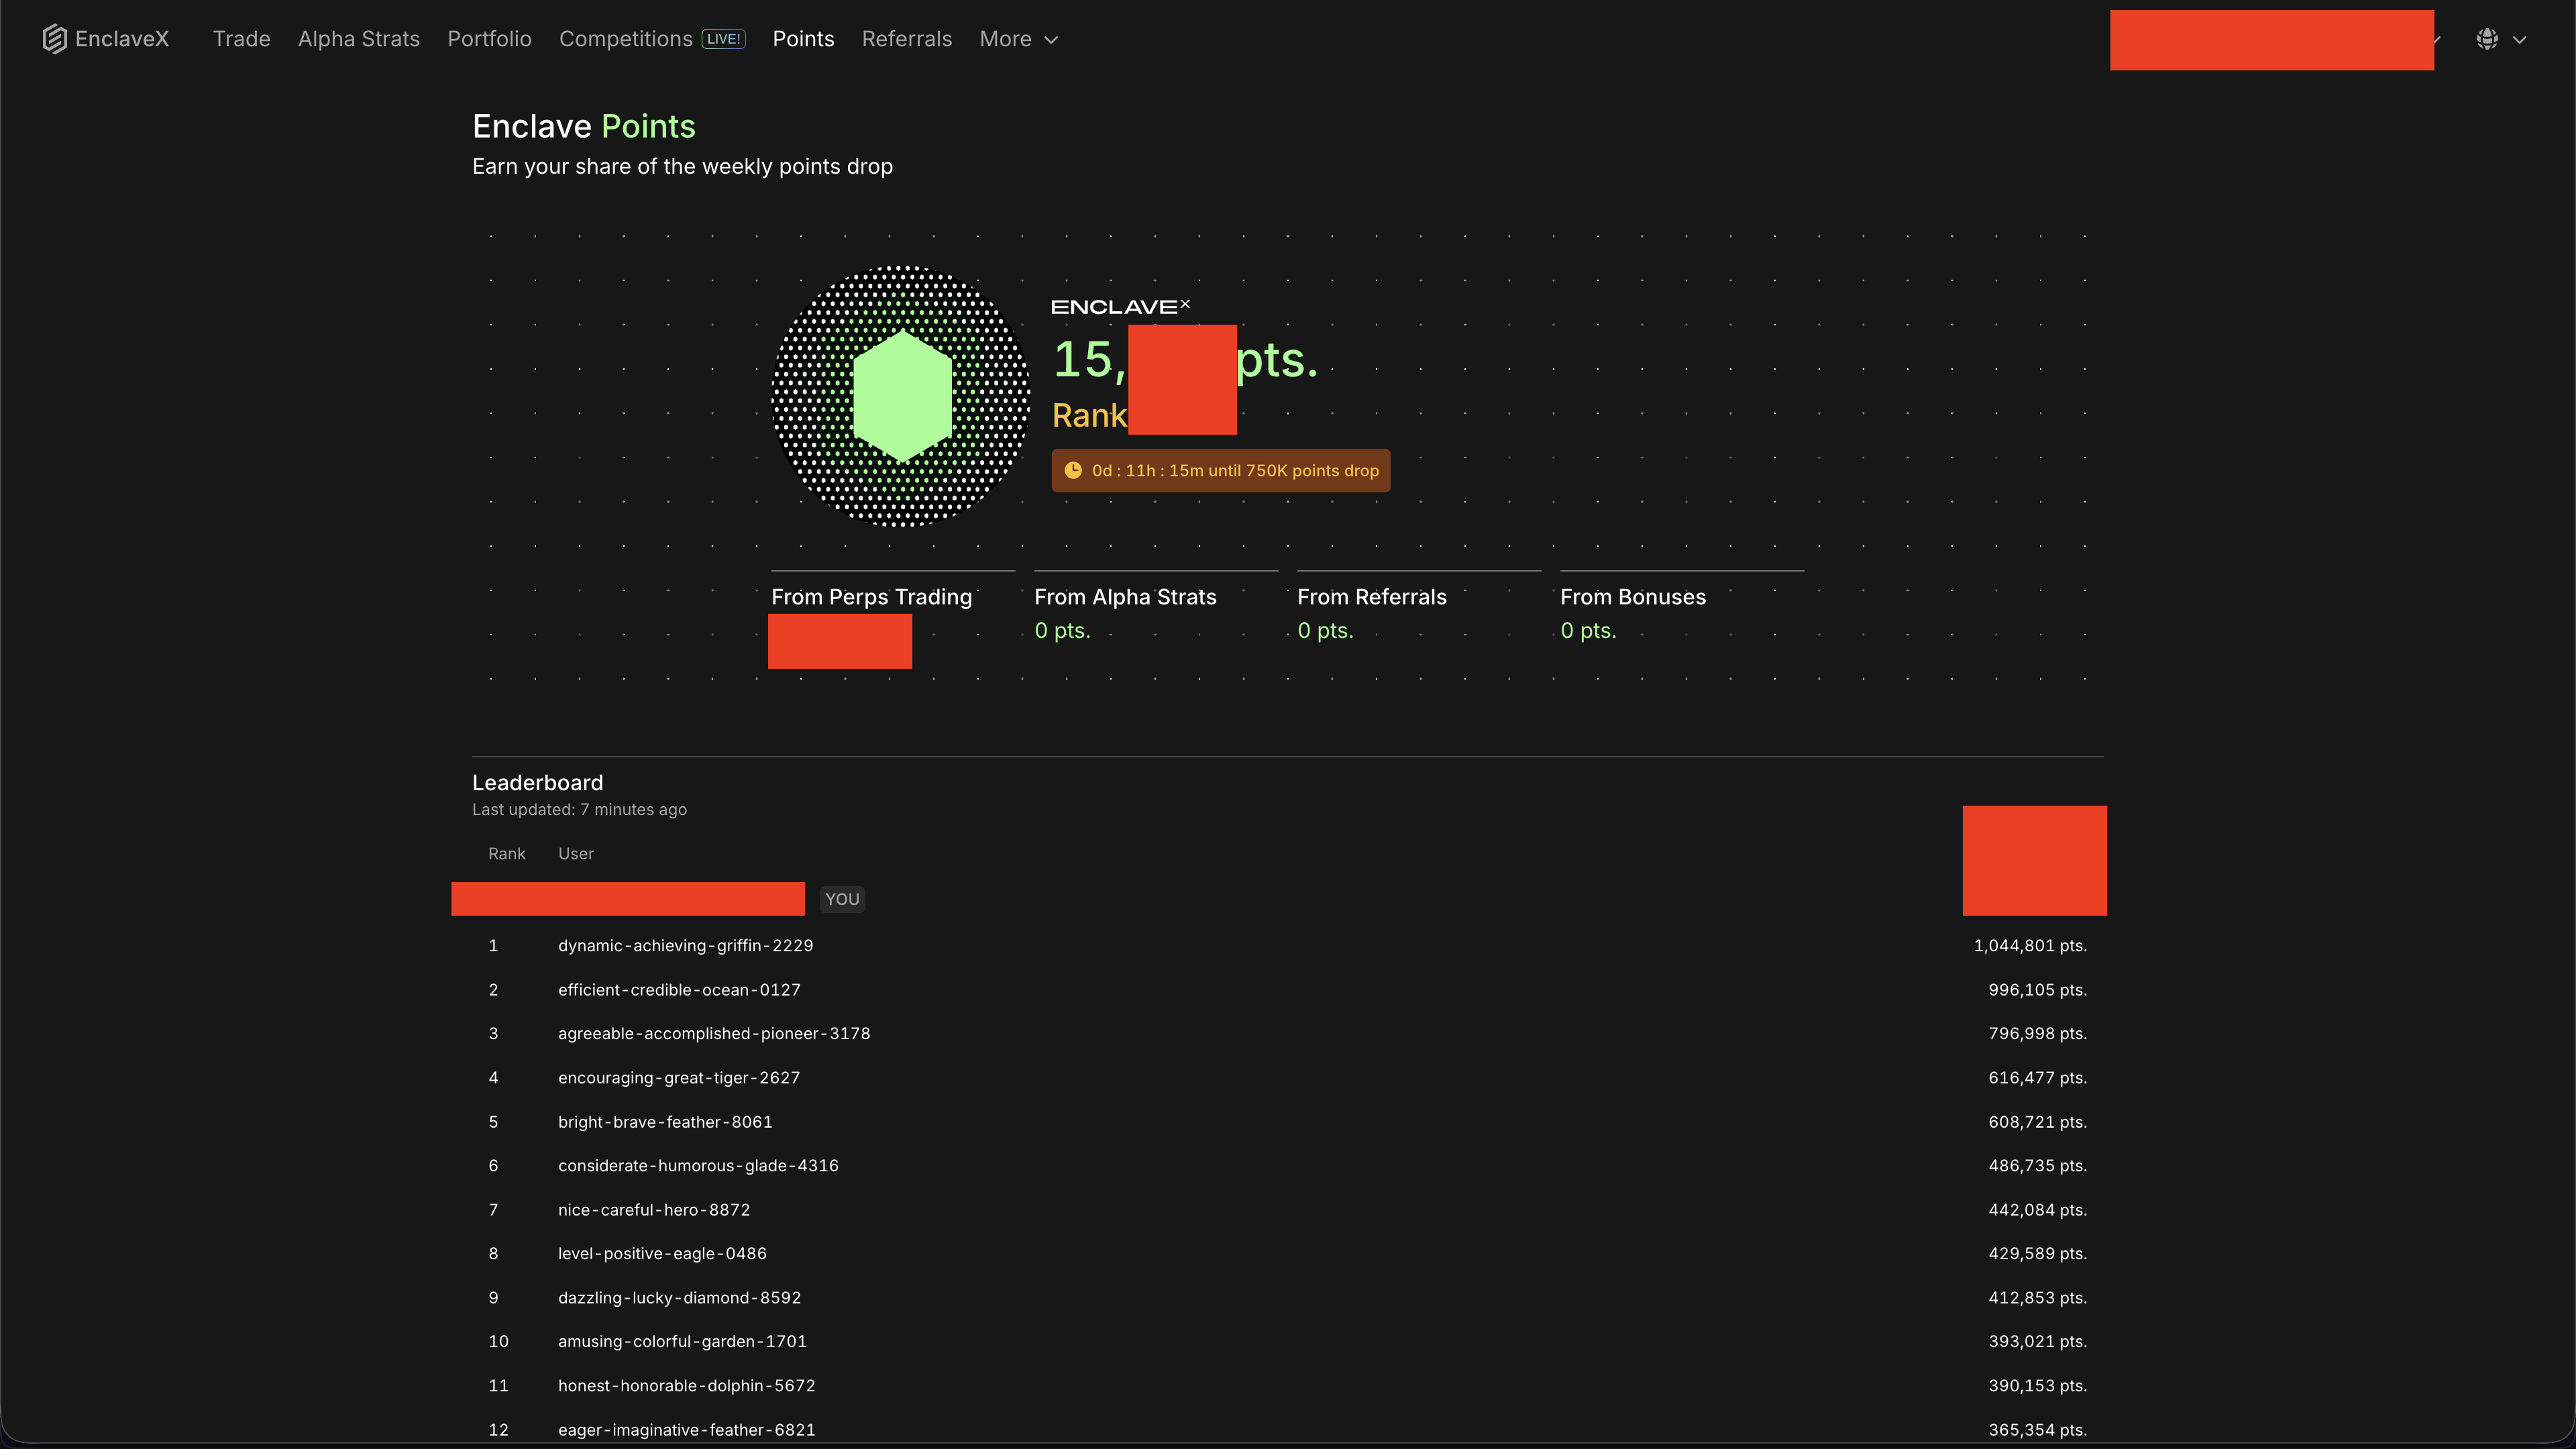 EnclaveX Trade Alpha Strats Portfolio Competitions LIVE! Points Referrals More
Enclave Points
Earn your share of the weekly points drop
ENCLAVEX
15, pts.
Rank
0d : 11h : 15m until 750K points drop
From Perps Trading From Alpha Strats From Referrals From Bonuses
0 pts. 0 pts. 0 pts.
Leaderboard
Last updated: 7 minutes ago
Rank User
YOU
1 dynamic-achieving-griffin-2229 1,044,801 pts.
2 efficient-credible-ocean-0127 996,105 pts.
3 agreeable-accomplished-pioneer-3178 796,998 pts.
4 encouraging-great-tiger-2627 616,477 pts.
5 bright-brave-feather-8061 608,721 pts.
6 considerate-humorous-glade-4316 486,735 pts.
7 nice-careful-hero-8872 442,084 pts.
8 level-positive-eagle-0486 429,589 pts.
9 dazzling-lucky-diamond-8592 412,853 pts.
10 amusing-colorful-garden-1701 393,021 pts.
11 honest-honorable-dolphin-5672 390,153 pts.
12 eager-imaginative-feather-6821 365,354 pts.